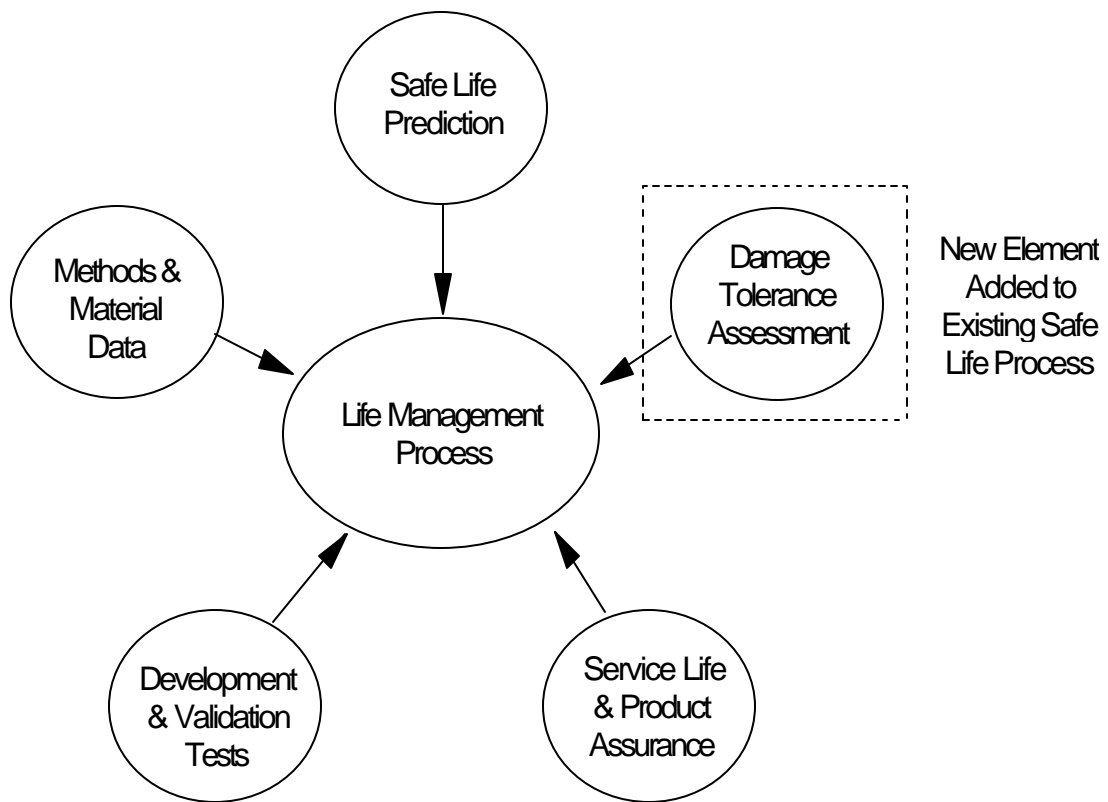 Safe Life
Prediction
Methods &
Material
Data
Damage
Tolerance
Assessment
New Element
Added to
Existing Safe
Life Process
Life Management
Process
Development
& Validation
Tests
Service Life
& Product
Assurance